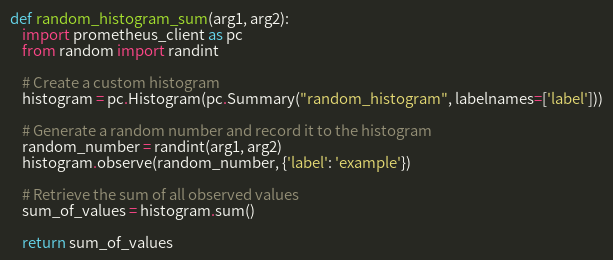 def random_histogram_sum(arg1, arg2):
import prometheus_client as pc
from random import randint
# Create a custom histogram
histogram = pc.Histogram(pc.Summary("random_histogram", labelnames=['label']))
# Generate a random number and record it to the histogram
random_number = randint(arg1, arg2)
histogram.observe(random_number, {'label': 'example'})
# Retrieve the sum of all observed values
sum_of_values = histogram.sum()
return sum_of_values